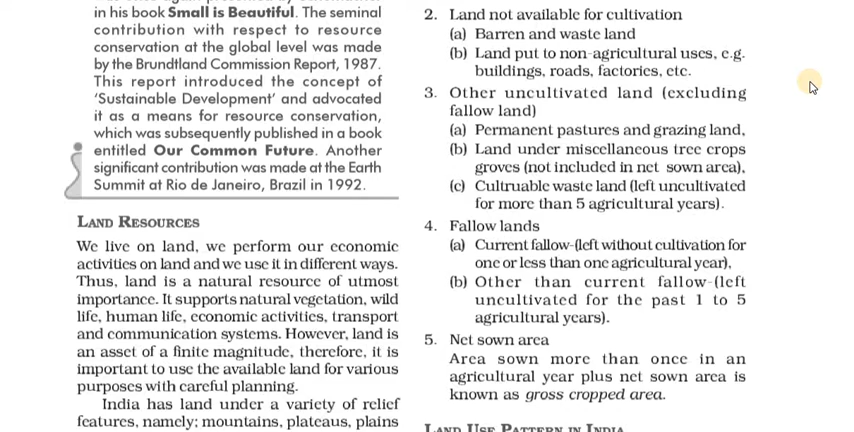 in his book Small is Beautiful. The seminal
contribution with respect to resource
conservation at the global level was made
by the Brundtland Commission Report, 1987.
This report introduced the concept of
‘Sustainable Development’ and advocated
it as a means for resource conservation,
which was subsequently published in a book
entitled Our Common Future. Another
significant contribution was made at the Earth
Summit at Rio de Janeiro, Brazil in 1992.
LAND RESOURCES
We live on land, we perform our economic
activities on land and we use it in different ways.
Thus, land is a natural resource of utmost
importance. It supports natural vegetation, wild
life, human life, economic activities, transport
and communication systems. However, land is
an asset of a finite magnitude, therefore, it is
important to use the available land for various
purposes with careful planning.
India has land under a variety of relief
features, namely; mountains, plateaus, plains
2. Land not available for cultivation
(a) Barren and waste land
(b) Land put to non-agricultural uses, e.g.
buildings, roads, factories, etc.
3. Other uncultivated land (excluding
fallow land)
(a) Permanent pastures and grazing land,
(b) Land under miscellaneous tree crops
groves (not included in net sown area),
(c) Cultruable waste land (left uncultivated
for more than 5 agricultural years).
4. Fallow lands
(a) Current fallow-(left without cultivation for
one or less than one agricultural year),
(b) Other than current fallow-(left
uncultivated for the past 1 to 5
agricultural years).
5. Net sown area
Area sown more than once in an
agricultural year plus net sown area is
known as gross cropped area.
LAND USE PATTERN IN INDIA